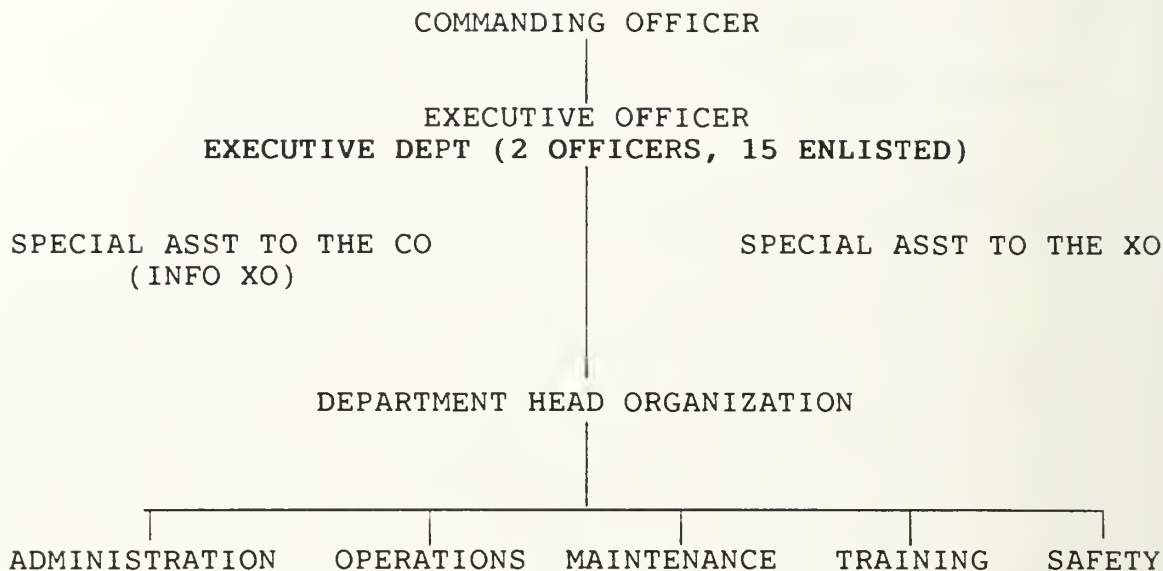 COMMANDING OFFICER
EXECUTIVE OFFICER
EXECUTIVE DEPT (2 OFFICERS, 15 ENLISTED)
SPECIAL ASST TO THE CO SPECIAL ASST TO THE XO
(INFO XO)
DEPARTMENT HEAD ORGANIZATION
ADMINISTRATION OPERATIONS MAINTENANCE TRAINING SAFETY